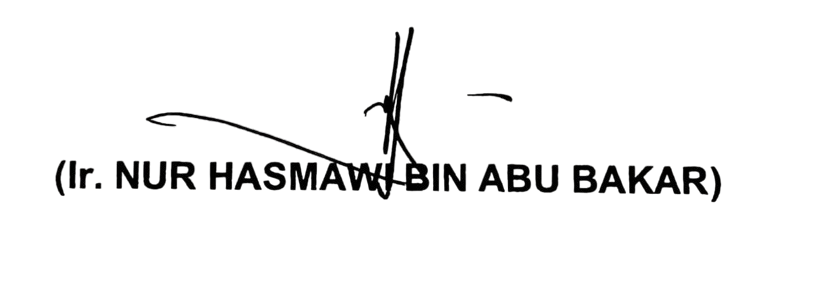 (Ir. NUR HASMAWI BIN ABU BAKAR)